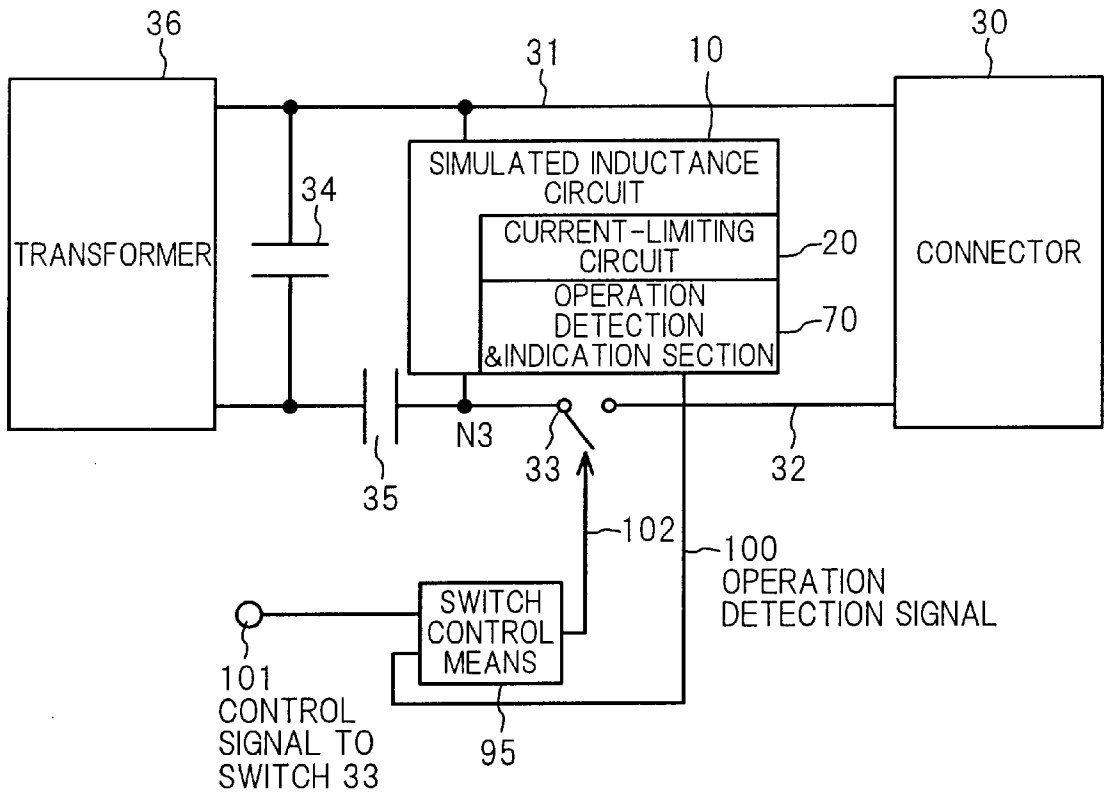 36
31
10
30
SIMULATED INDUCTANCE
CIRCUIT
34
TRANSFORMER
CURRENT-LIMITING
CIRCUIT
20
CONNECTOR
OPERATION
DETECTION
&INDICATION SECTION
70
N3
33
32
35
102
100
OPERATION
DETECTION SIGNAL
SWITCH
CONTROL
MEANS
101
CONTROL
SIGNAL TO
SWITCH 33
95